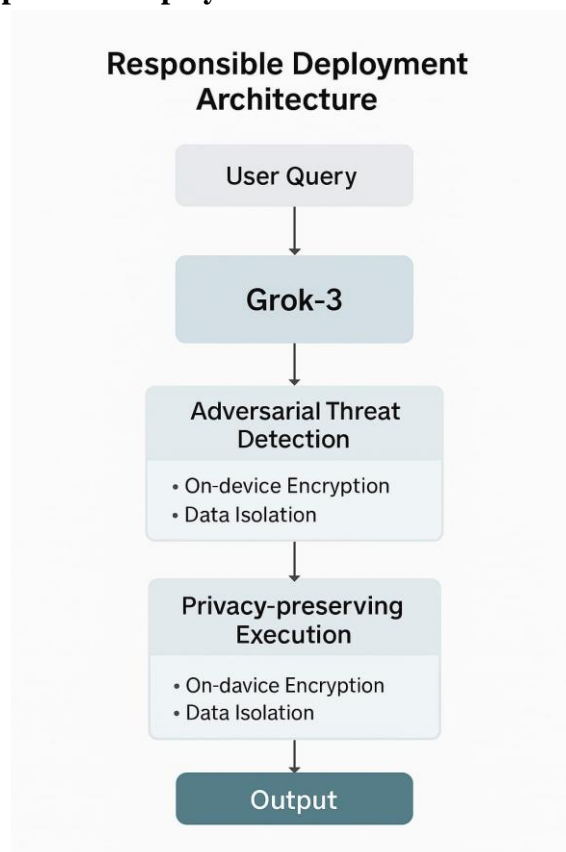 Responsible Deployment
Architecture
User Query
Grok-3
Adversarial Threat
Detection
• On-device Encryption
• Data Isolation
Privacy-preserving
Execution
• On-davice Encryption
• Data Isolation
Output